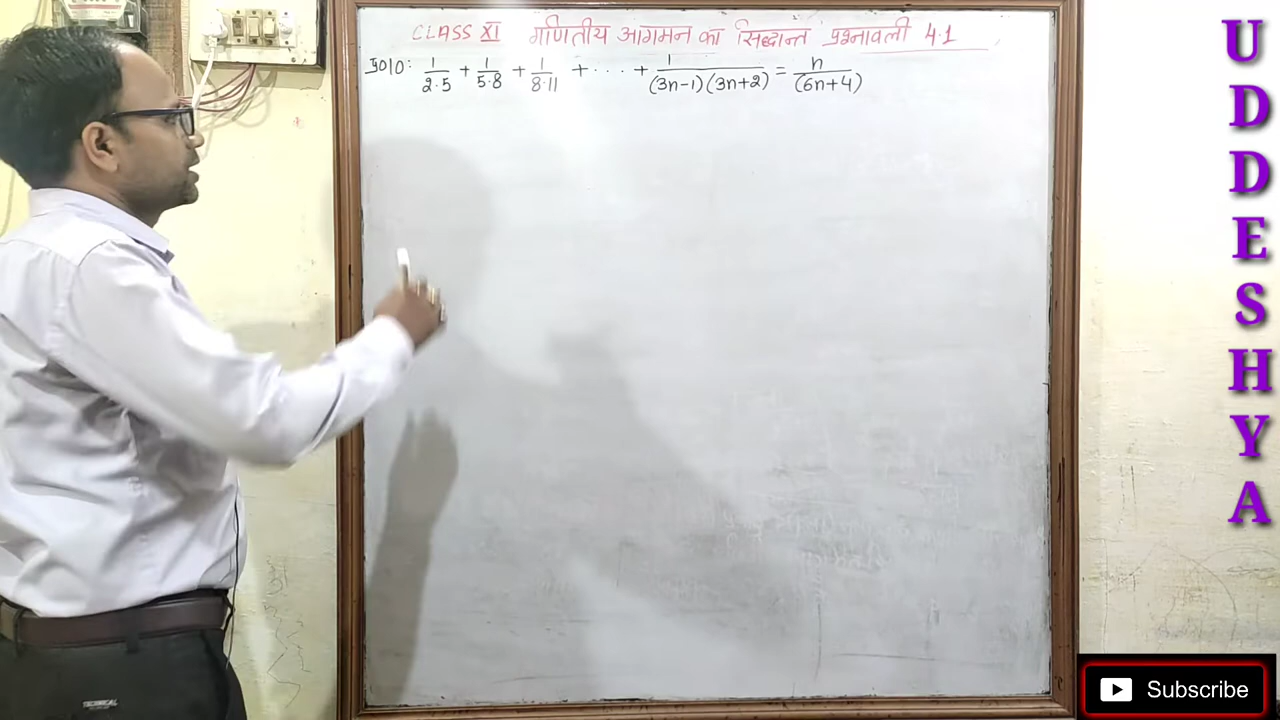 CLASS XI गणितीय आगमन का सिद्धान्त प्रश्नावली 4.1
प्र010: 1/2·5 + 1/5·8 + 1/8·11 + .... + 1/(3n-1)(3n+2) = n/(6n+4)
UDDESHYA
Subscribe